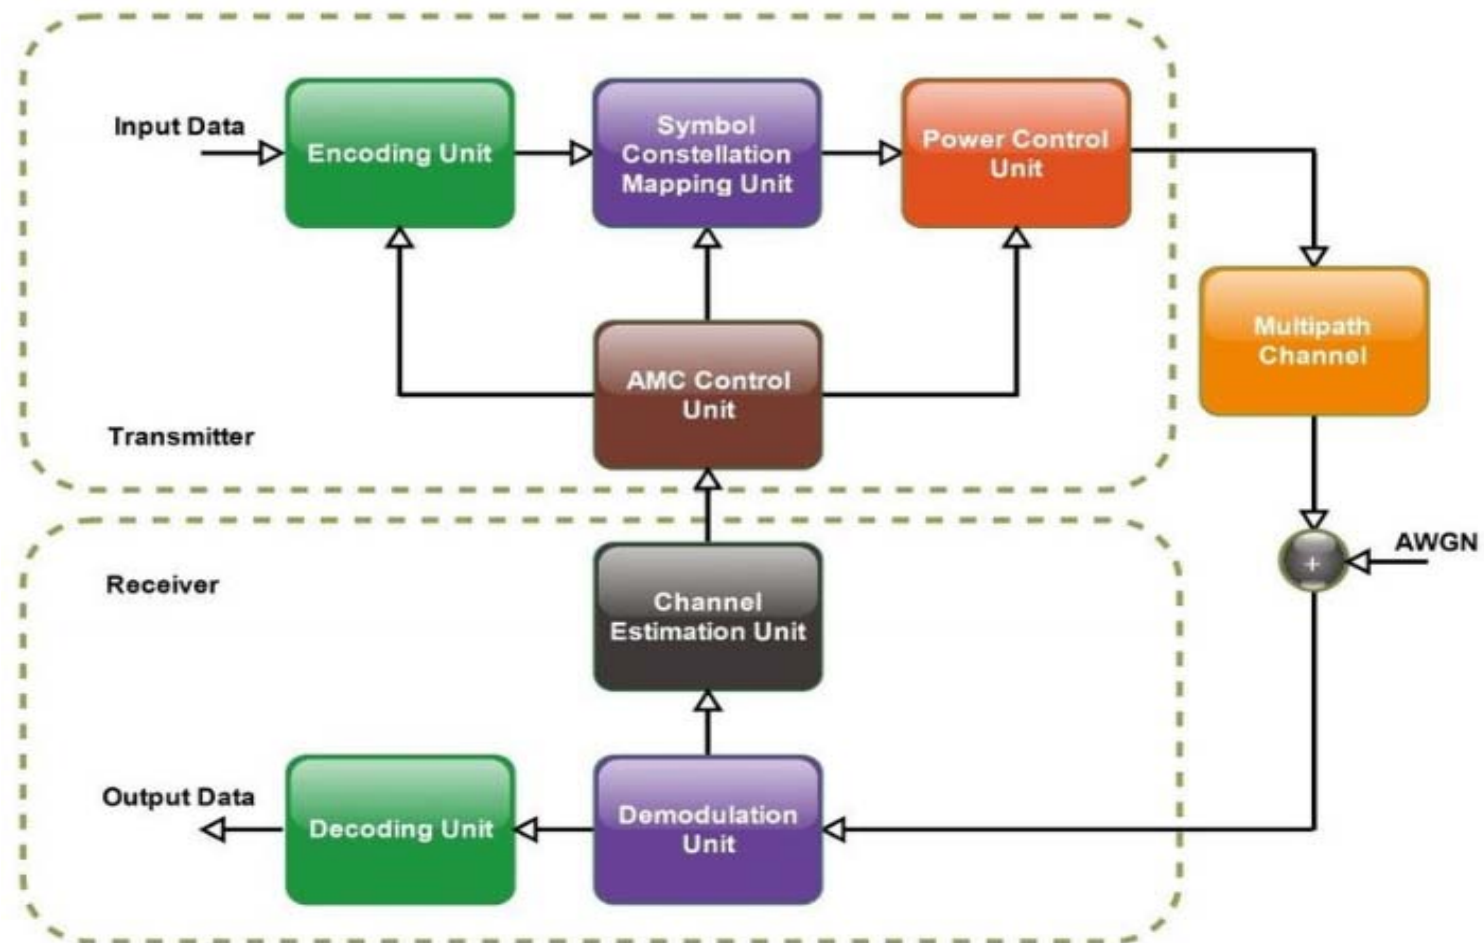 Input Data
Encoding Unit
Symbol
Constellation
Mapping Unit
Power Control
Unit
Multipath
Channel
AMC Control
Unit
Transmitter
AWGN
+
Receiver
Channel
Estimation Unit
Output Data
Decoding Unit
Demodulation
Unit